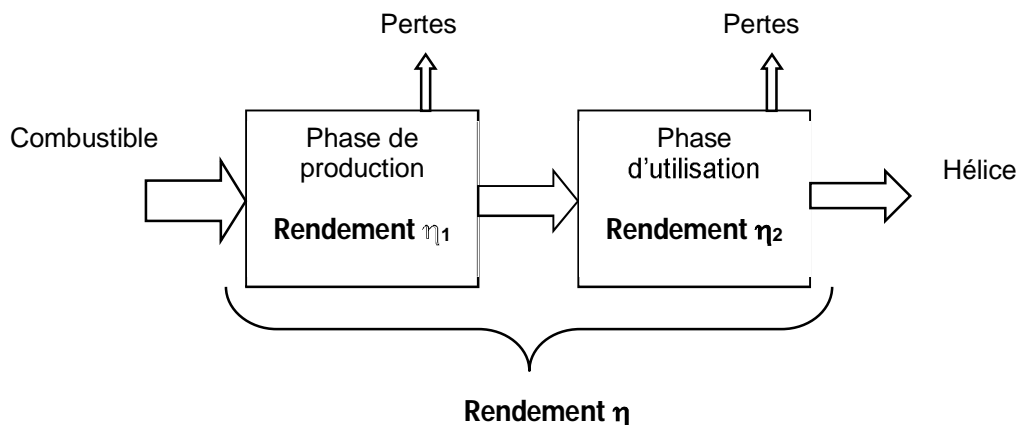 Pertes
Pertes
Combustible
Phase de
production
Rendement η1
Phase
d'utilisation
Rendement η2
Hélice
Rendement η